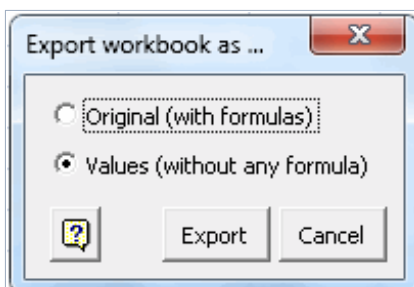 Export workbook as ...
Original (with formulas)
Values (without any formula)
?
Export Cancel